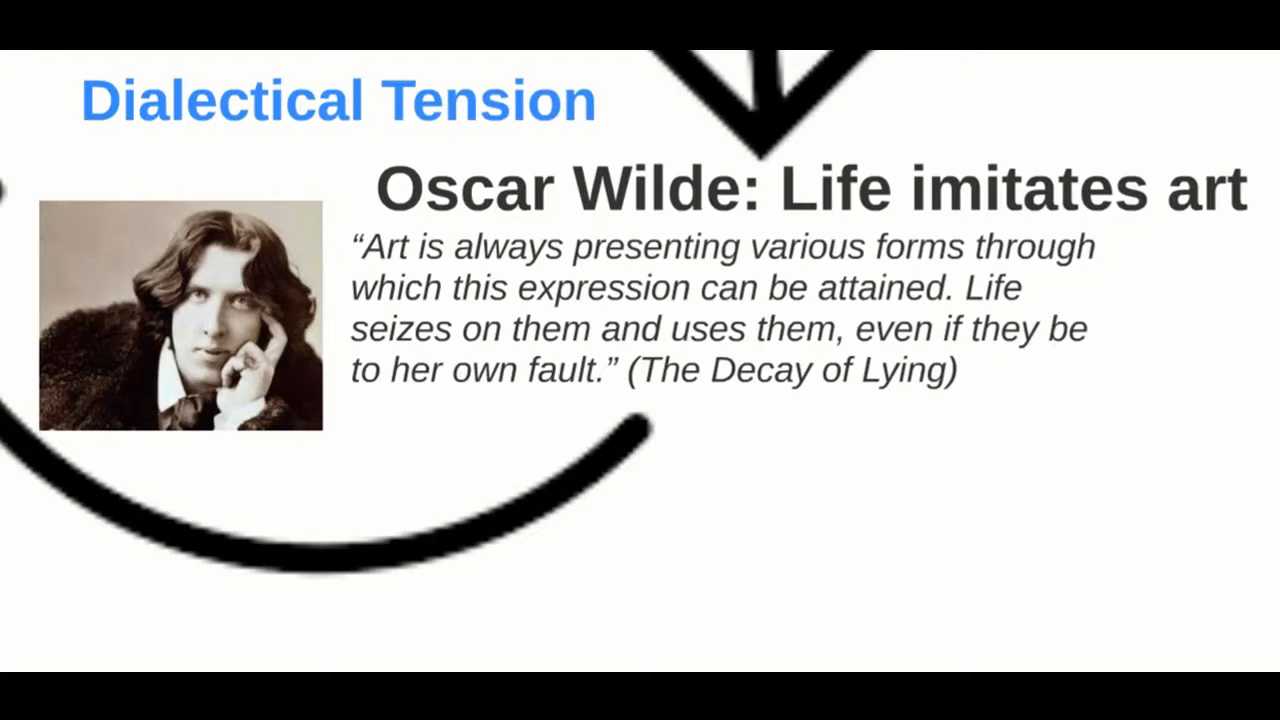 Dialectical Tension
Oscar Wilde: Life imitates art
“Art is always presenting various forms through
which this expression can be attained. Life
seizes on them and uses them, even if they be
to her own fault.” (The Decay of Lying)